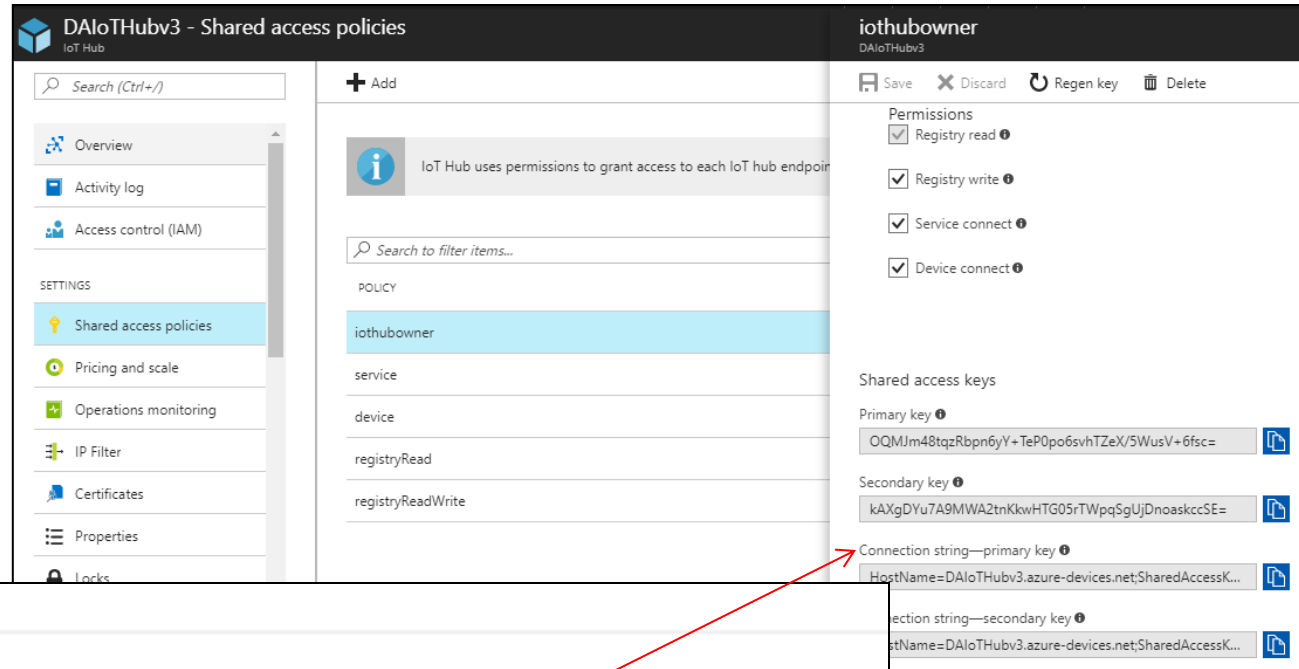 DAIoTHubv3 - Shared access policies
IoT Hub
Search (Ctrl+/)
Overview
Activity log
Access control (IAM)
SETTINGS
Shared access policies
Pricing and scale
Operations monitoring
IP Filter
Certificates
Properties
Locks
Add
IoT Hub uses permissions to grant access to each IoT hub endpoin
Search to filter items...
POLICY
iothubowner
service
device
registryRead
registryReadWrite
iothubowner
DAIoTHubv3
Save Discard Regen key Delete
Permissions
Registry read
Registry write
Service connect
Device connect
Shared access keys
Primary key
OQMJm48tqzRbpn6yY+TeP0po6svhTZeX/5WusV+6fsc=
Secondary key
kAXgDYu7A9MWA2tnKkwHTG05rTWpqSgUjDnoaskccSE=
Connection string—primary key
HostName=DAIoTHubv3.azure-devices.net;SharedAccessK...
ection string—secondary key
stName=DAIoTHubv3.azure-devices.net;SharedAccessK...